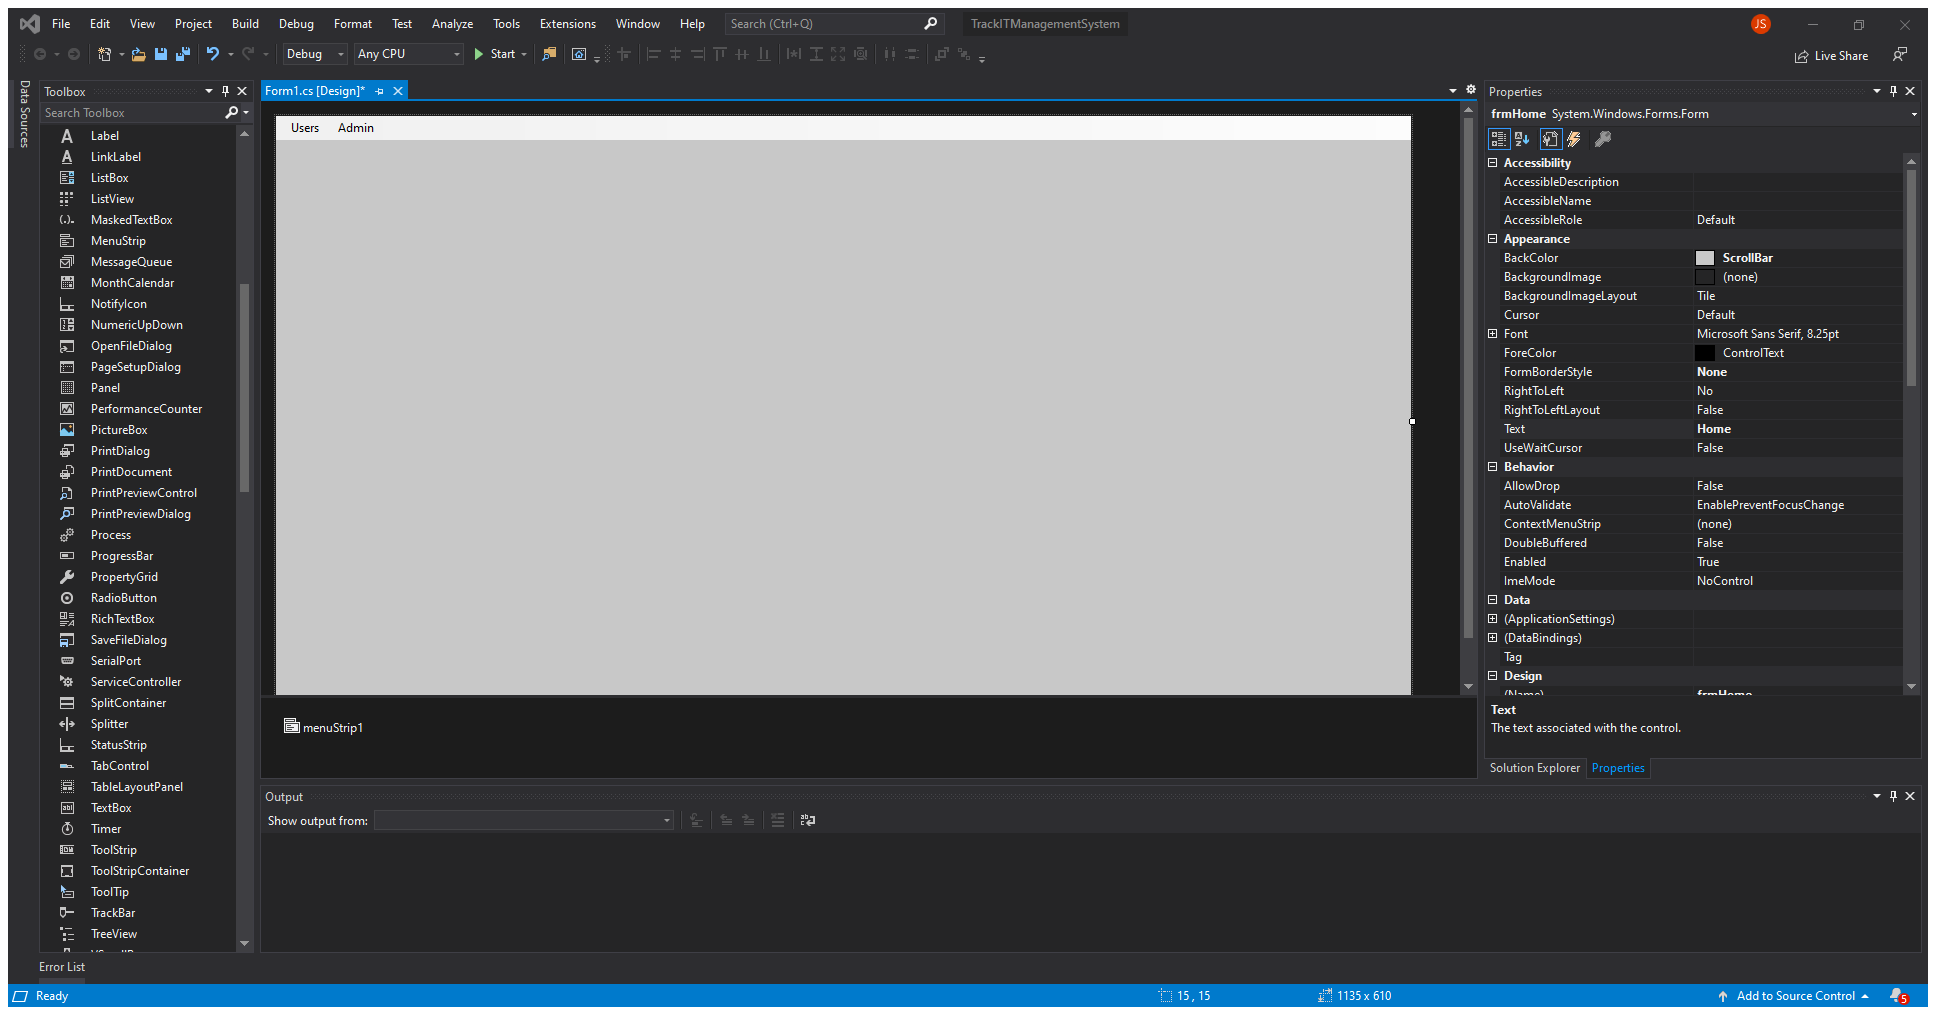 File Edit View Project Build Debug Format Test Analyze Tools Extensions Window Help Search (Ctrl+Q) TrackITManagementSystem JS
Debug Any CPU Start Live Share
Data Sources
Toolbox
Search Toolbox
Label
LinkLabel
ListBox
ListView
MaskedTextBox
MenuStrip
MessageQueue
MonthCalendar
NotifyIcon
NumericUpDown
OpenFileDialog
PageSetupDialog
Panel
PerformanceCounter
PictureBox
PrintDialog
PrintDocument
PrintPreviewControl
PrintPreviewDialog
Process
ProgressBar
PropertyGrid
RadioButton
RichTextBox
SaveFileDialog
SerialPort
ServiceController
SplitContainer
Splitter
StatusStrip
TabControl
TableLayoutPanel
TextBox
Timer
ToolStrip
ToolStripContainer
ToolTip
TrackBar
TreeView
Form1.cs [Design]*
Users Admin
menuStrip1
Properties
frmHome System.Windows.Forms.Form
Accessibility
AccessibleDescription
AccessibleName
AccessibleRole Default
Appearance
BackColor ScrollBar
BackgroundImage (none)
BackgroundImageLayout Tile
Cursor Default
Font Microsoft Sans Serif, 8.25pt
ForeColor ControlText
FormBorderStyle None
RightToLeft No
RightToLeftLayout False
Text Home
UseWaitCursor False
Behavior
AllowDrop False
AutoValidate EnablePreventFocusChange
ContextMenuStrip (none)
DoubleBuffered False
Enabled True
ImeMode NoControl
Data
(ApplicationSettings)
(DataBindings)
Tag
Design
(Name) frmHome
Text
The text associated with the control.
Solution Explorer Properties
Output
Show output from:
Error List
Ready 15 , 15 1135 x 610 Add to Source Control 5